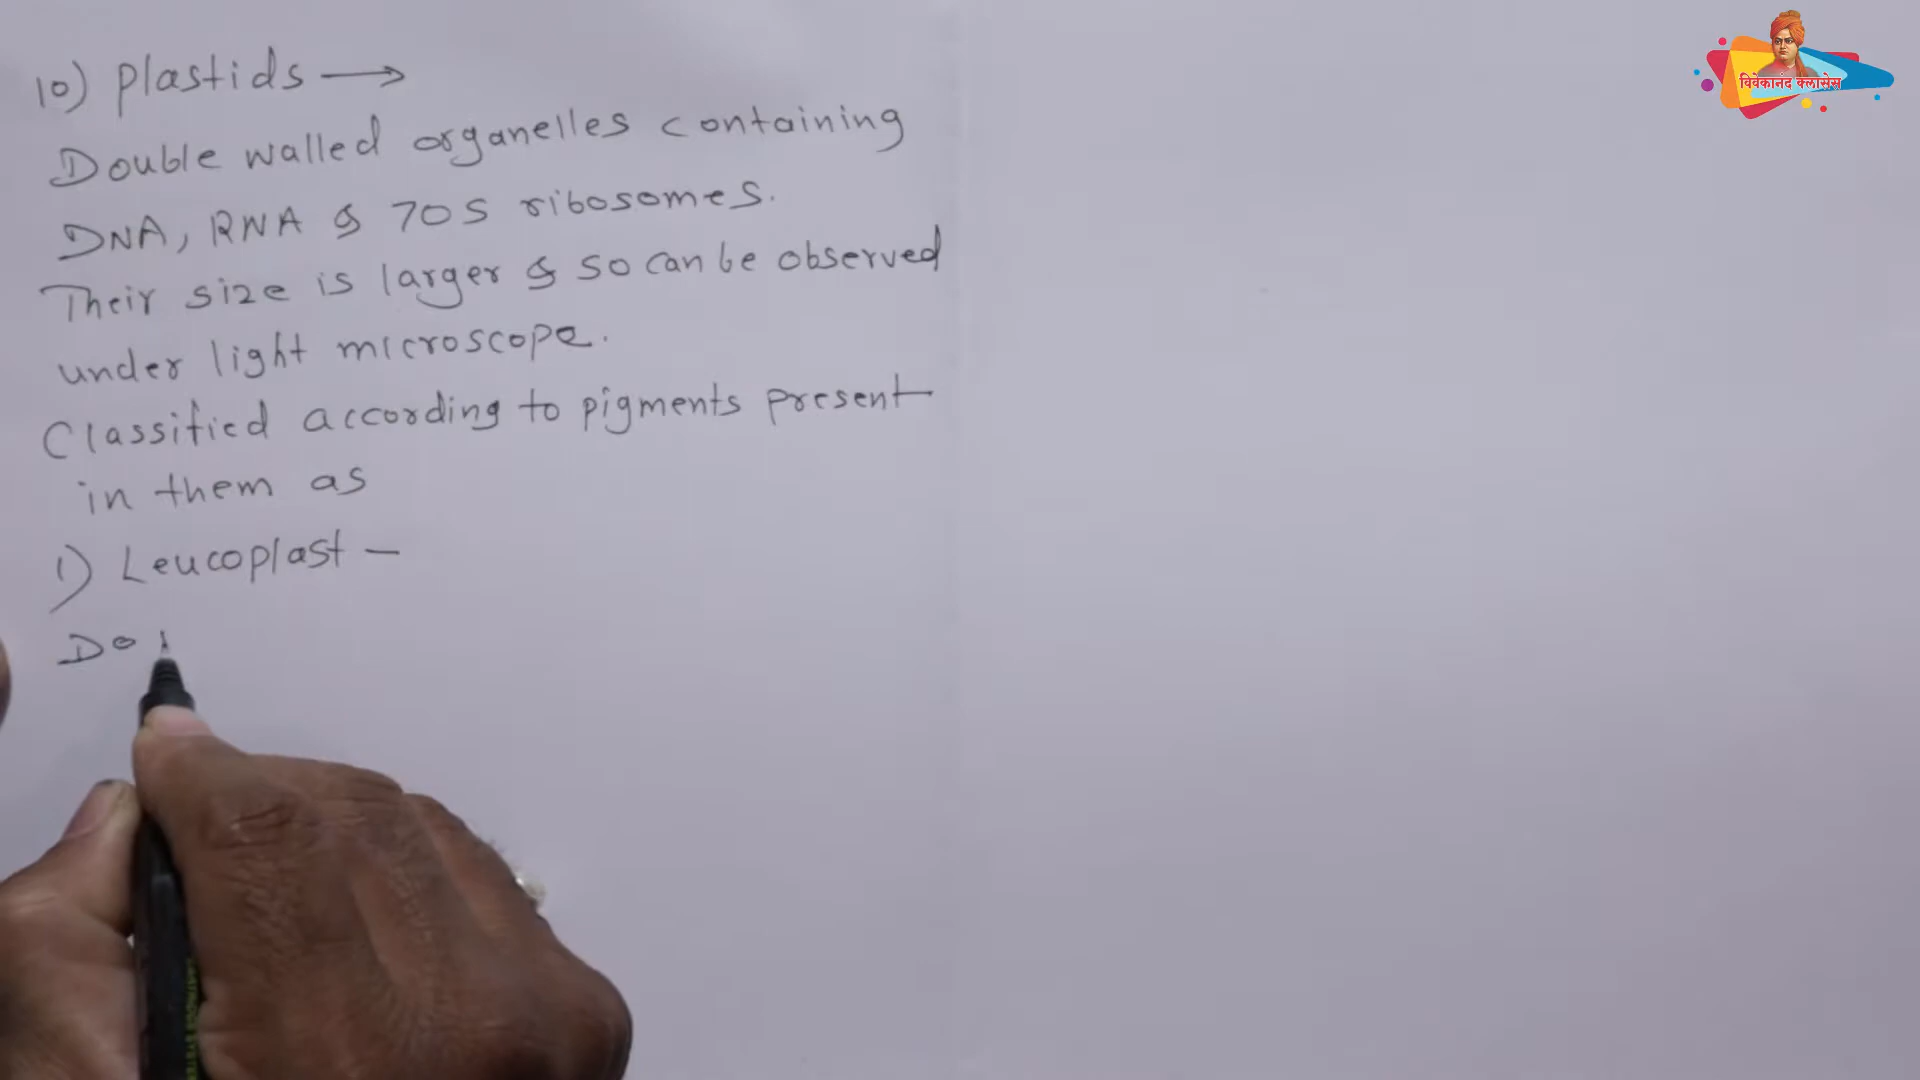 10) Plastids →
Double walled organelles containing
DNA, RNA & 70S ribosomes.
Their size is larger & so can be observed
under light microscope.
Classified according to pigments present
in them as
1) Leucoplast -
Do
विवेकानंद क्लासेस